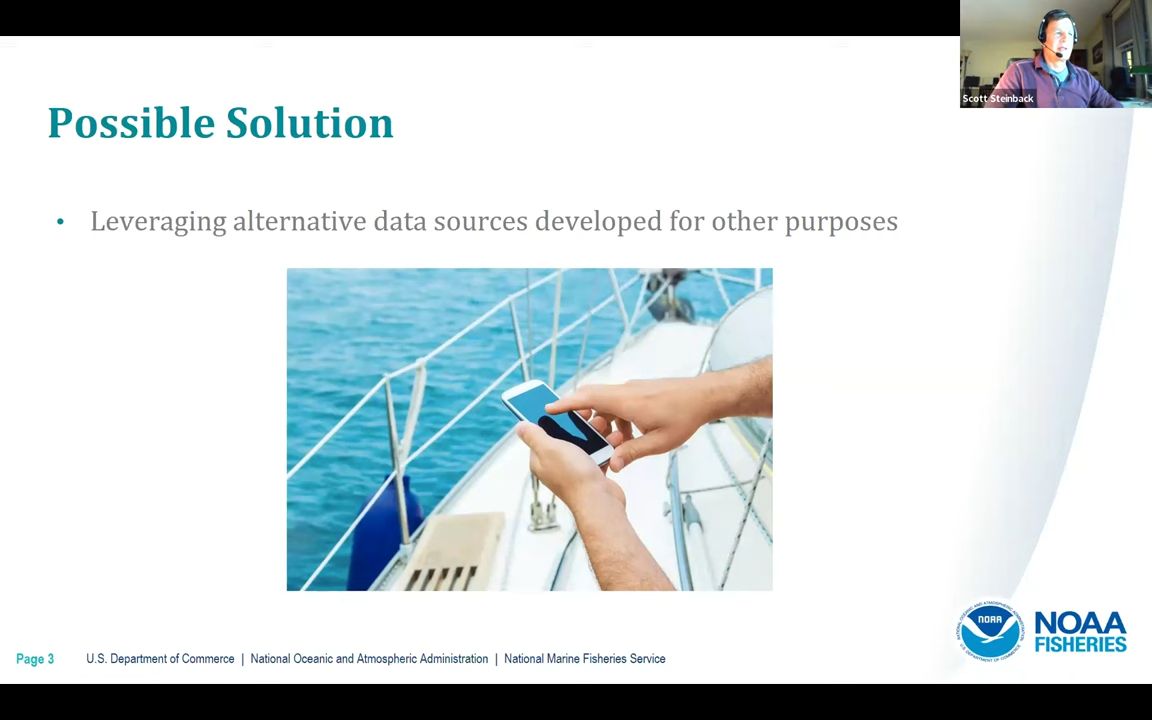 Scott Steinback
Possible Solution
• Leveraging alternative data sources developed for other purposes
NOAA
NOAA
FISHERIES
Page 3
U.S. Department of Commerce | National Oceanic and Atmospheric Administration | National Marine Fisheries Service